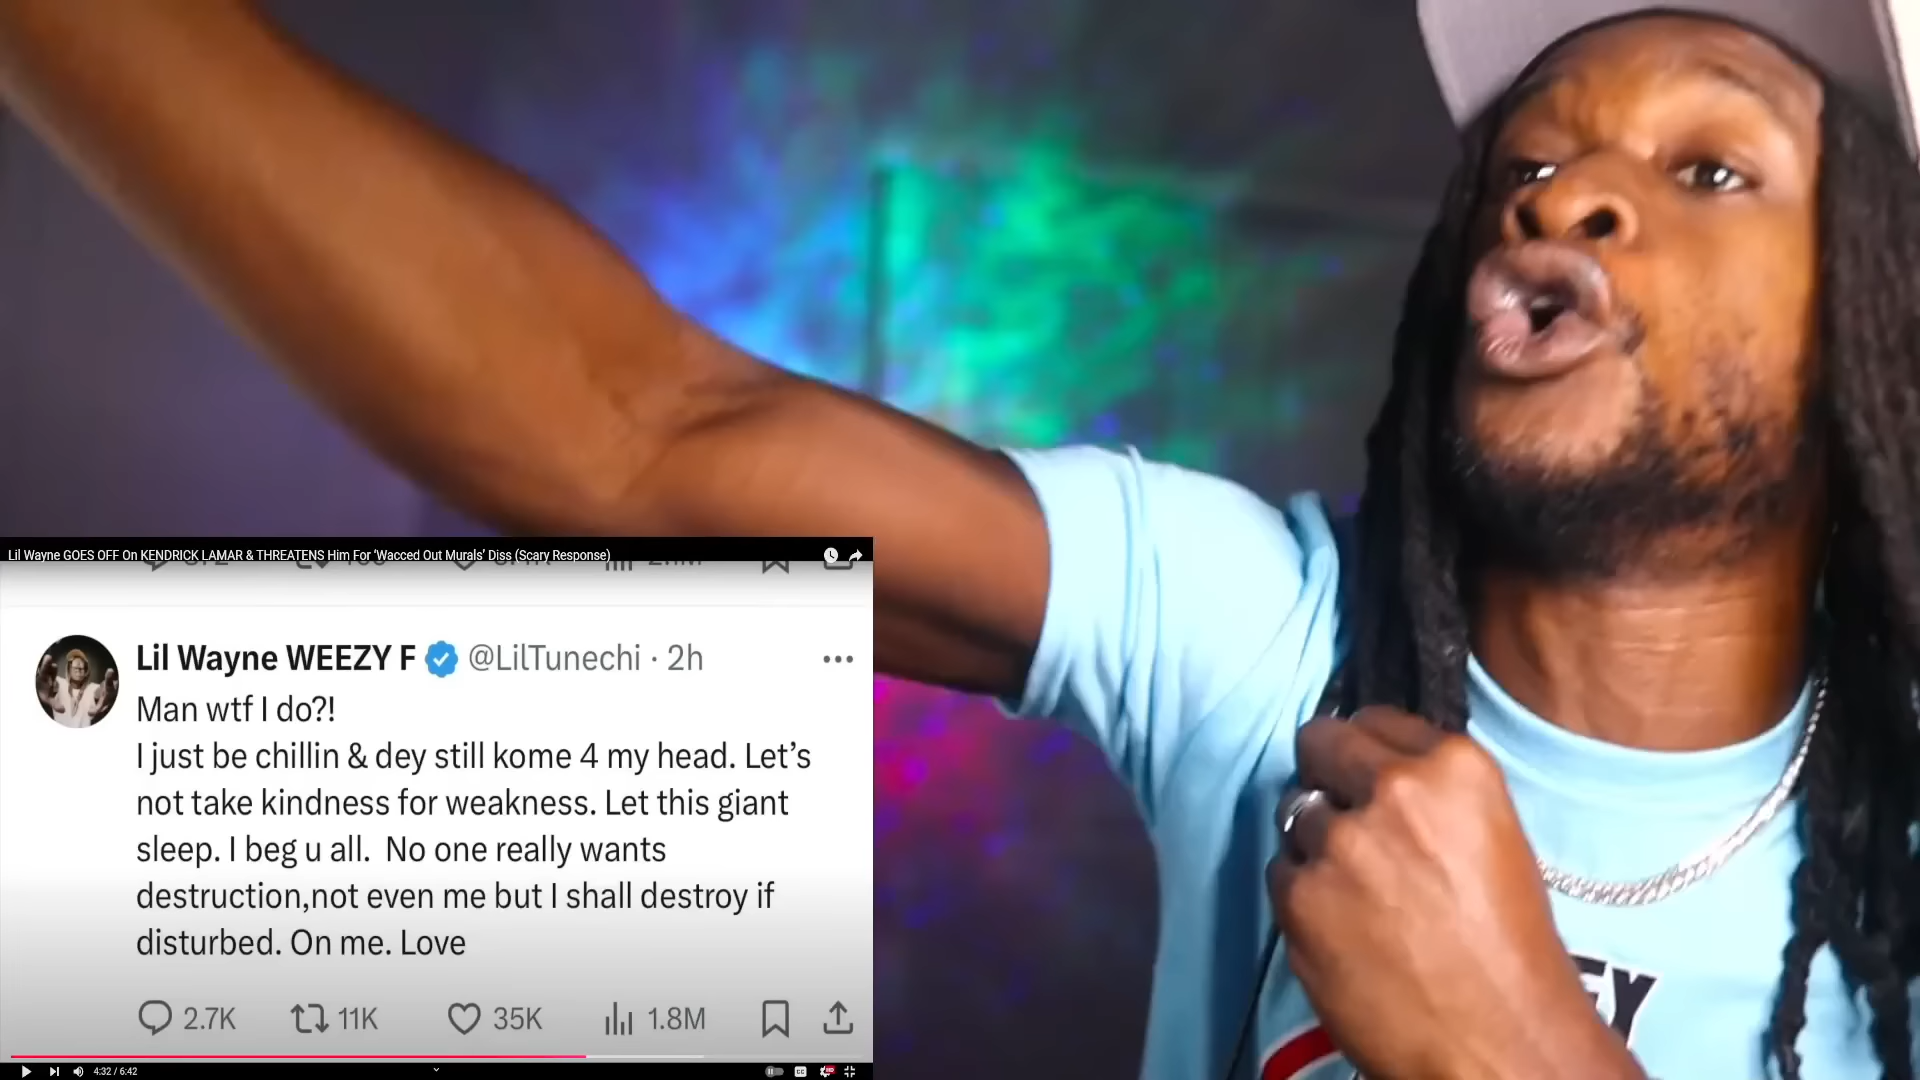 Lil Wayne GOES OFF On KENDRICK LAMAR & THREATENS Him For ‘Wacced Out Murals’ Diss (Scary Response)
Lil Wayne WEEZY F @LilTunechi · 2h
Man wtf I do?!
I just be chillin & dey still kome 4 my head. Let’s
not take kindness for weakness. Let this giant
sleep. I beg u all. No one really wants
destruction,not even me but I shall destroy if
disturbed. On me. Love
2.7K 11K 35K 1.8M
4:32 / 6:42